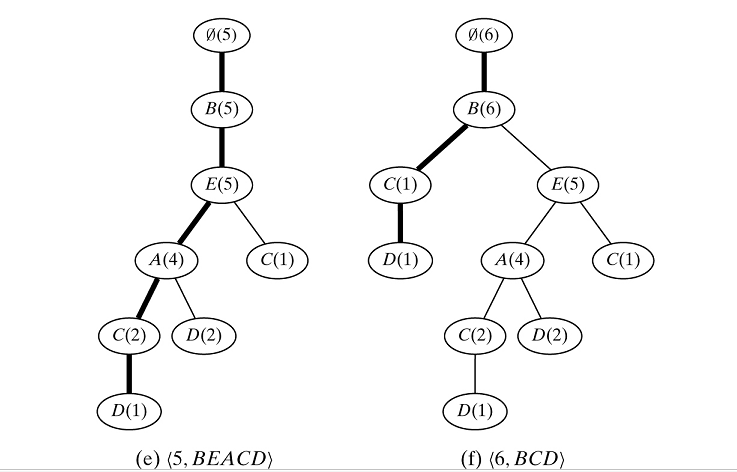 ∅(5) ∅(6)
B(5) B(6)
E(5) C(1) E(5)
A(4) C(1) D(1) A(4) C(1)
C(2) D(2) C(2) D(2)
D(1) D(1)
(e) ⟨5, BEACD⟩ (f) ⟨6, BCD⟩